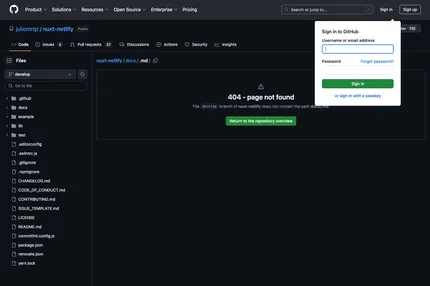 Product Solutions Open Source Enterprise Pricing
Search or jump to...
Sign in
Sign up
juliomrqz / nuxt-netlify Public
Code
Issues 5
Pull requests 37
Discussions
Actions
Security
Insights
Sign in to GitHub
Username or email address
Password
Forgot password?
Sign in
or sign in with a passkey
Files
develop
Go to file
.github
docs
example
lib
test
.editorconfig
.eslintrc.js
.gitignore
.npmignore
CHANGELOG.md
CODE_OF_CONDUCT.md
CONTRIBUTING.md
ISSUE_TEMPLATE.md
LICENSE
README.md
commitlint.config.js
package.json
renovate.json
yarn.lock
nuxt-netlify / docs / .md /
404 - page not found
The develop branch of nuxt-netlify does not contain the path docs/.md.
Return to the repository overview